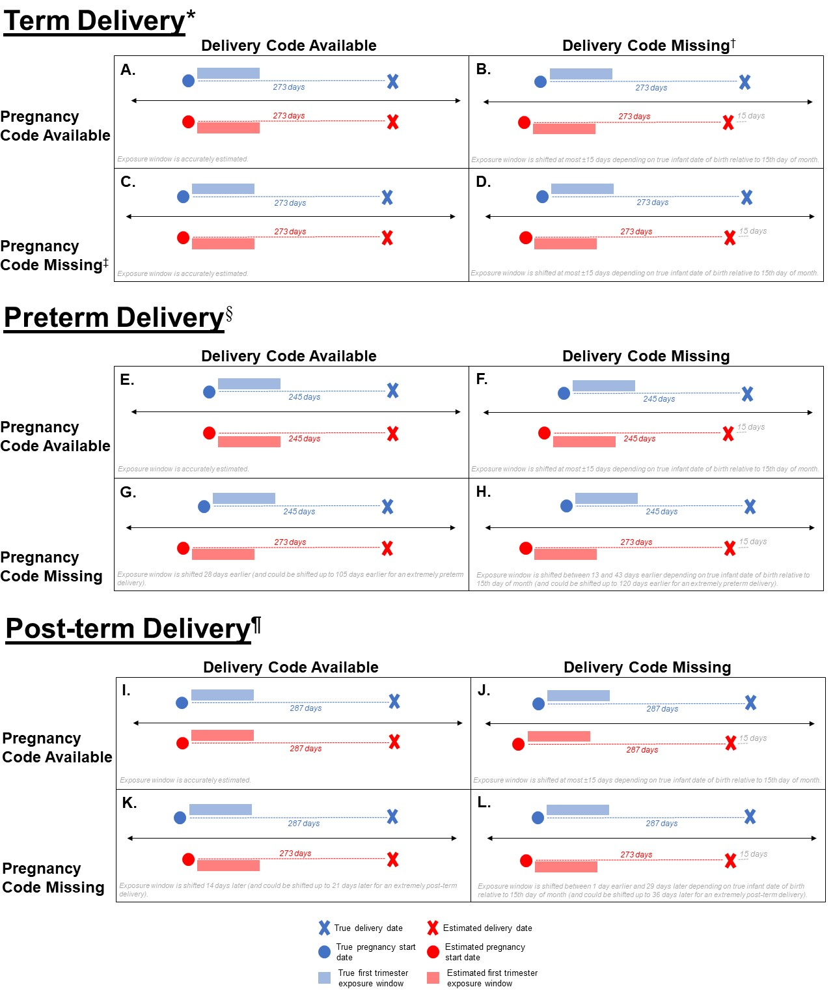 Term Delivery*
Delivery Code Available
Delivery Code Missing†
Pregnancy
Code Available
A.
273 days
273 days
Exposure window is accurately estimated.
B.
273 days
273 days
15 days
Exposure window is shifted at most ±15 days depending on true infant date of birth relative to 15th day of month.
Pregnancy
Code Missing‡
C.
273 days
273 days
Exposure window is accurately estimated.
D.
273 days
273 days
15 days
Exposure window is shifted at most ±15 days depending on true infant date of birth relative to 15th day of month.
Preterm Delivery§
Delivery Code Available
Delivery Code Missing
Pregnancy
Code Available
E.
245 days
245 days
Exposure window is accurately estimated.
F.
245 days
245 days
15 days
Exposure window is shifted at most ±15 days depending on true infant date of birth relative to 15th day of month.
Pregnancy
Code Missing
G.
245 days
273 days
Exposure window is shifted 28 days earlier (and could be shifted up to 105 days earlier for an extremely preterm
delivery).
H.
245 days
273 days
15 days
Exposure window is shifted between 13 and 43 days earlier depending on true infant date of birth relative to
15th day of month (and could be shifted up to 120 days earlier for an extremely preterm delivery).
Post-term Delivery¶
Delivery Code Available
Delivery Code Missing
Pregnancy
Code Available
I.
287 days
287 days
Exposure window is accurately estimated.
J.
287 days
287 days
15 days
Exposure window is shifted at most ±15 days depending on true infant date of birth relative to 15th day of month.
Pregnancy
Code Missing
K.
287 days
273 days
Exposure window is shifted 14 days later (and could be shifted up to 21 days later for an extremely post-term
delivery).
L.
287 days
273 days
15 days
Exposure window is shifted between 1 day earlier and 29 days later depending on true infant date of birth
relative to 15th day of month (and could be shifted up to 36 days later for an extremely post-term delivery).
True delivery date
Estimated delivery date
True pregnancy start
date
Estimated pregnancy
start date
True first trimester
exposure window
Estimated first trimester
exposure window